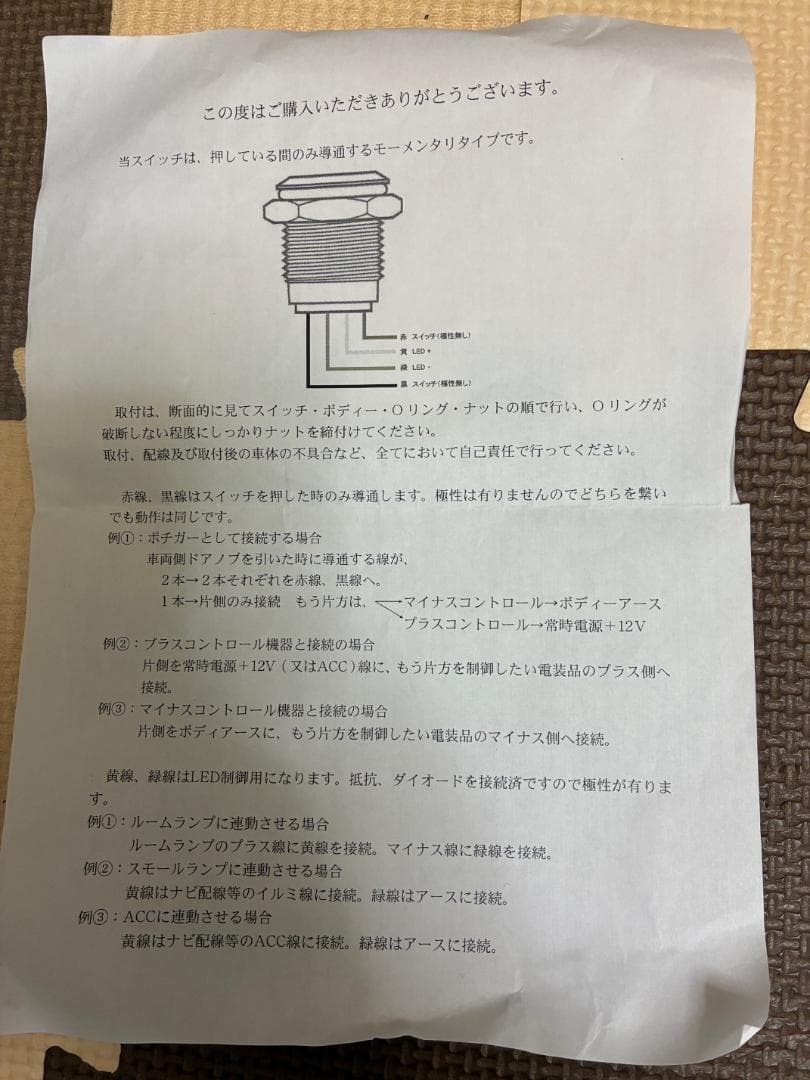 この度はご購入いただきありがとうございます。
当スイッチは、押している間のみ導通するモーメンタリタイプです。
赤 スイッチ(極性無し)
黄 LED +
緑 LED -
黒 スイッチ(極性無し)
取付は、断面的に見てスイッチ・ボディー・Oリング・ナットの順で行い、Oリングが
破断しない程度にしっかりナットを締付けてください。
取付、配線及び取付後の車体の不具合など、全てにおいて自己責任で行ってください。
赤線、黒線はスイッチを押した時のみ導通します。極性は有りませんのでどちらを繋い
でも動作は同じです。
例①：ポチガーとして接続する場合
車両側ドアノブを引いた時に導通する線が、
2本→2本それぞれを赤線、黒線へ。
1本→片側のみ接続 もう片方は、→マイナスコントロール→ボディーアース
→プラスコントロール→常時電源+12V
例②：プラスコントロール機器と接続の場合
片側を常時電源+12V（又はACC）線に、もう片方を制御したい電装品のプラス側へ
接続。
例③：マイナスコントロール機器と接続の場合
片側をボディアースに、もう片方を制御したい電装品のマイナス側へ接続。
黄線、緑線はLED制御用になります。抵抗、ダイオードを接続済ですので極性が有りま
す。
例①：ルームランプに連動させる場合
ルームランプのプラス線に黄線を接続。マイナス線に緑線を接続。
例②：スモールランプに連動させる場合
黄線はナビ配線等のイルミ線に接続。緑線はアースに接続。
例③：ACCに連動させる場合
黄線はナビ配線等のACC線に接続。緑線はアースに接続。